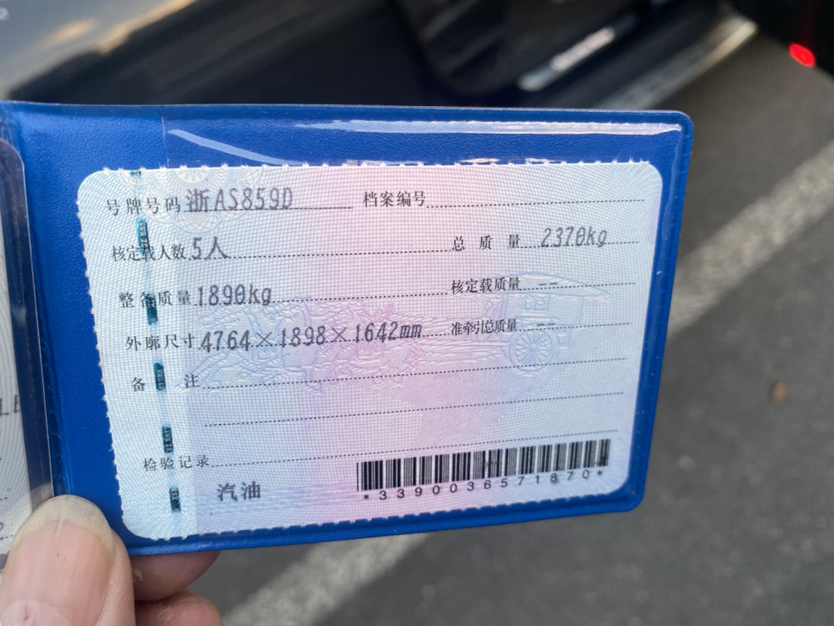 号牌号码 浙AS859D 档案编号
核定载人数 5人 总质量 2370kg
整备质量 1890kg 核定载质量 --
外廓尺寸 4764×1898×1642mm 准牵引总质量 --
备注
检验记录
汽油
*3390036571870*